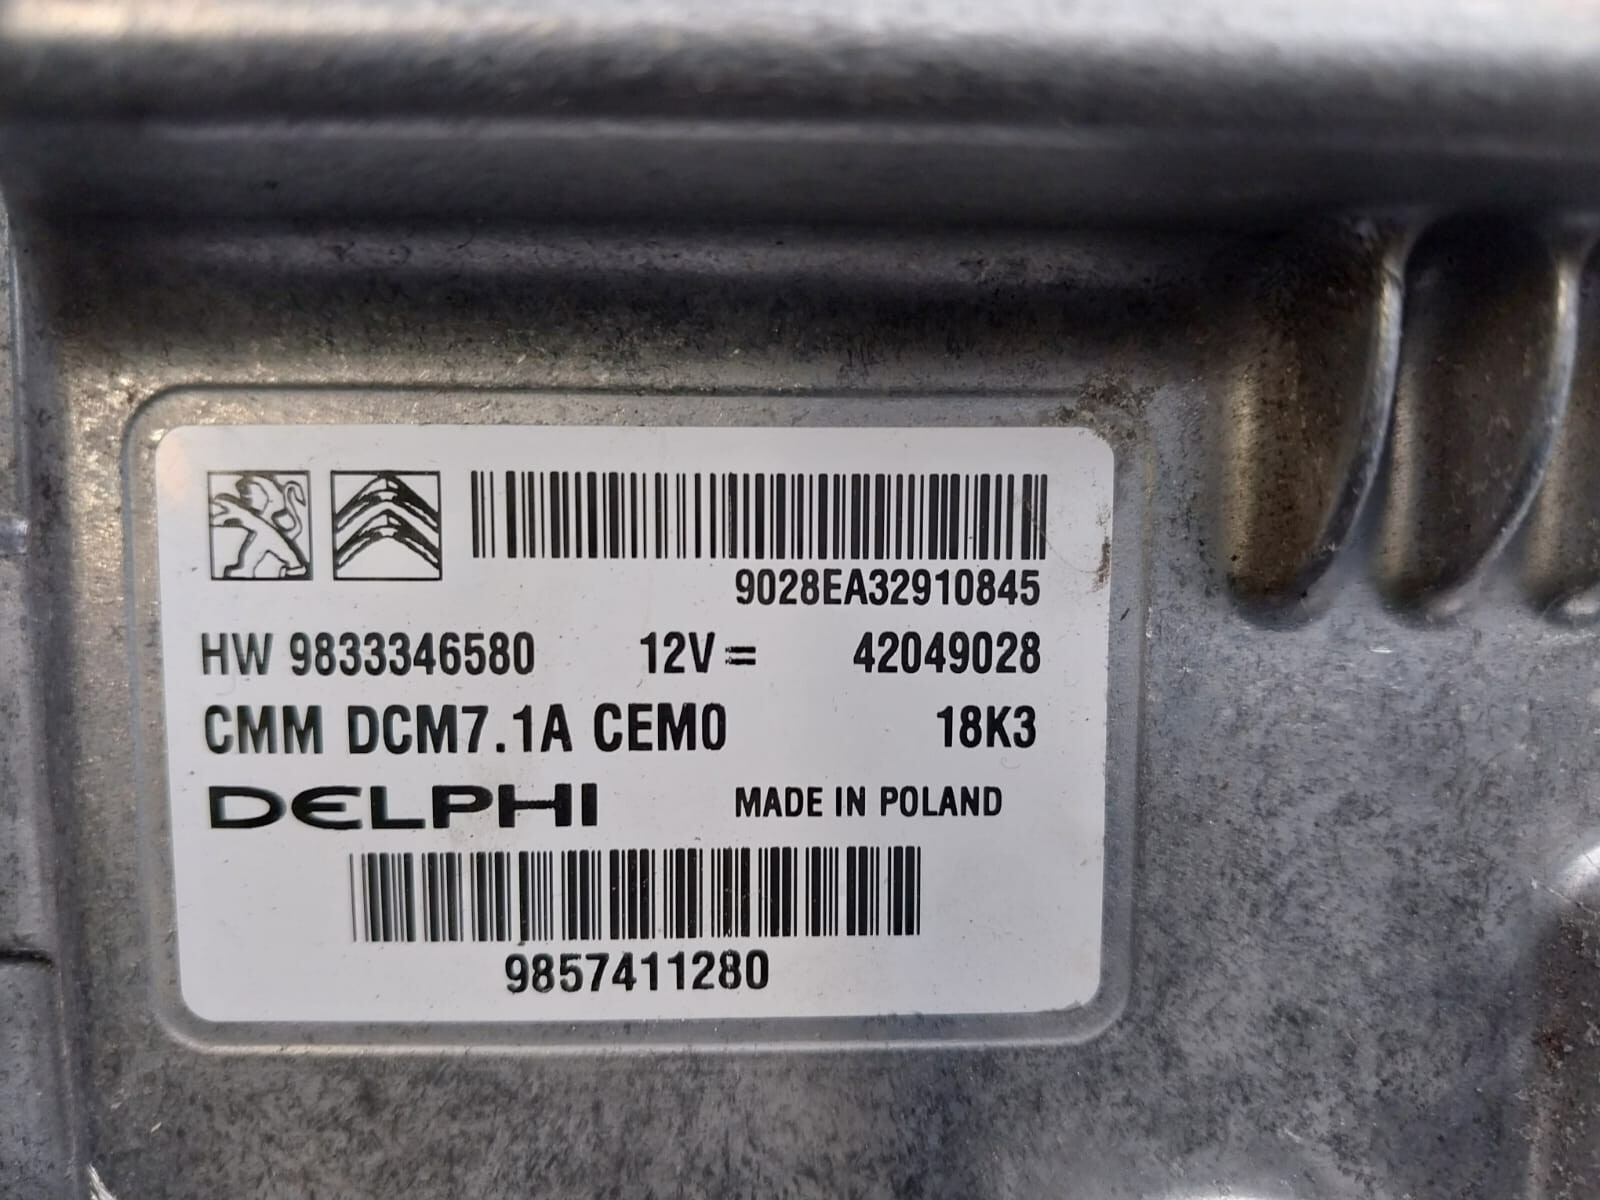 9028EA32910845
HW 9833346580 12V= 42049028
CMM DCM7.1A CEM0 18K3
DELPHI MADE IN POLAND
9857411280